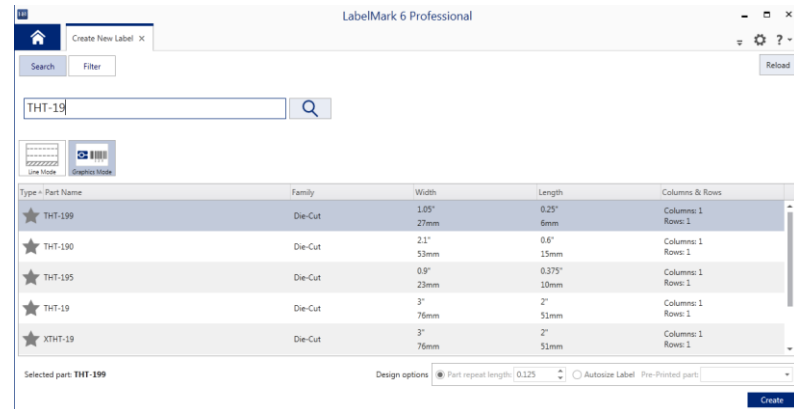 LabelMark 6 Professional
Create New Label
Search Filter Reload
THT-19
Line Mode Graphics Mode
Type Part Name Family Width Length Columns & Rows
THT-199 Die-Cut 1.05" 0.25" Columns: 1
27mm 6mm Rows: 1
THT-190 Die-Cut 2.1" 0.6" Columns: 1
53mm 15mm Rows: 1
THT-195 Die-Cut 0.9" 0.375" Columns: 1
23mm 10mm Rows: 1
THT-19 Die-Cut 3" 2" Columns: 1
76mm 51mm Rows: 1
XTHT-19 Die-Cut 3" 2" Columns: 1
76mm 51mm Rows: 1
Selected part: THT-199 Design options Part repeat length: 0.125 Autosize Label Pre-Printed part:
Create